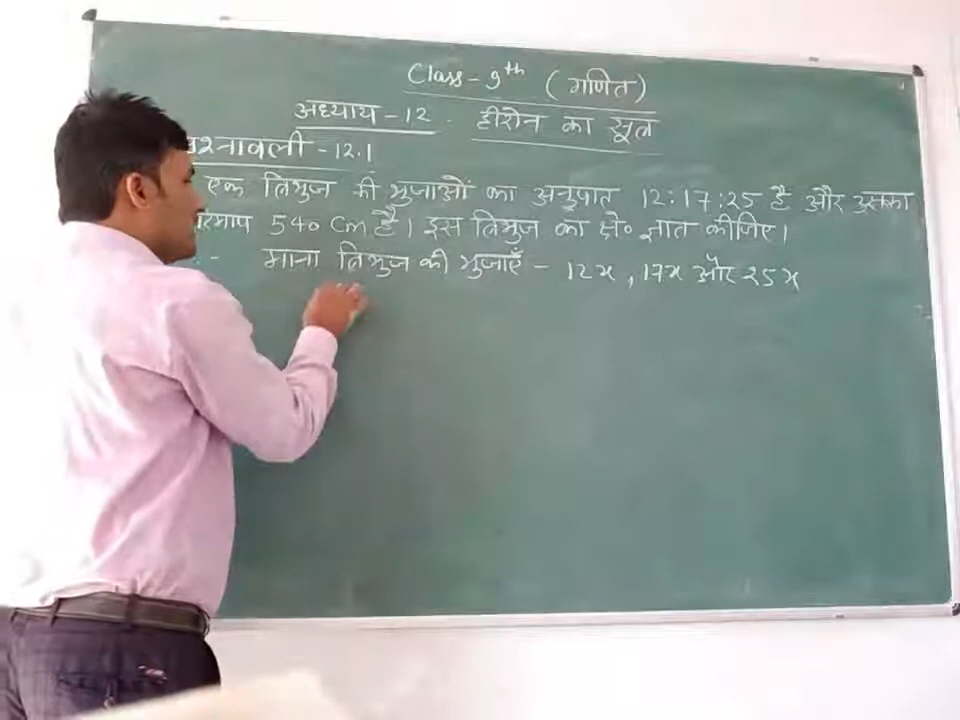 Class - 9th (गणित)
अध्याय - 12 . हीरोन का सूत्र
प्रश्नावली - 12.1
एक त्रिभुज की भुजाओं का अनुपात 12:17:25 है और उसका
परिमाप 540 cm है। इस त्रिभुज का क्षे० ज्ञात कीजिए।
:- माना त्रिभुज की भुजाएँ - 12x , 17x और 25x